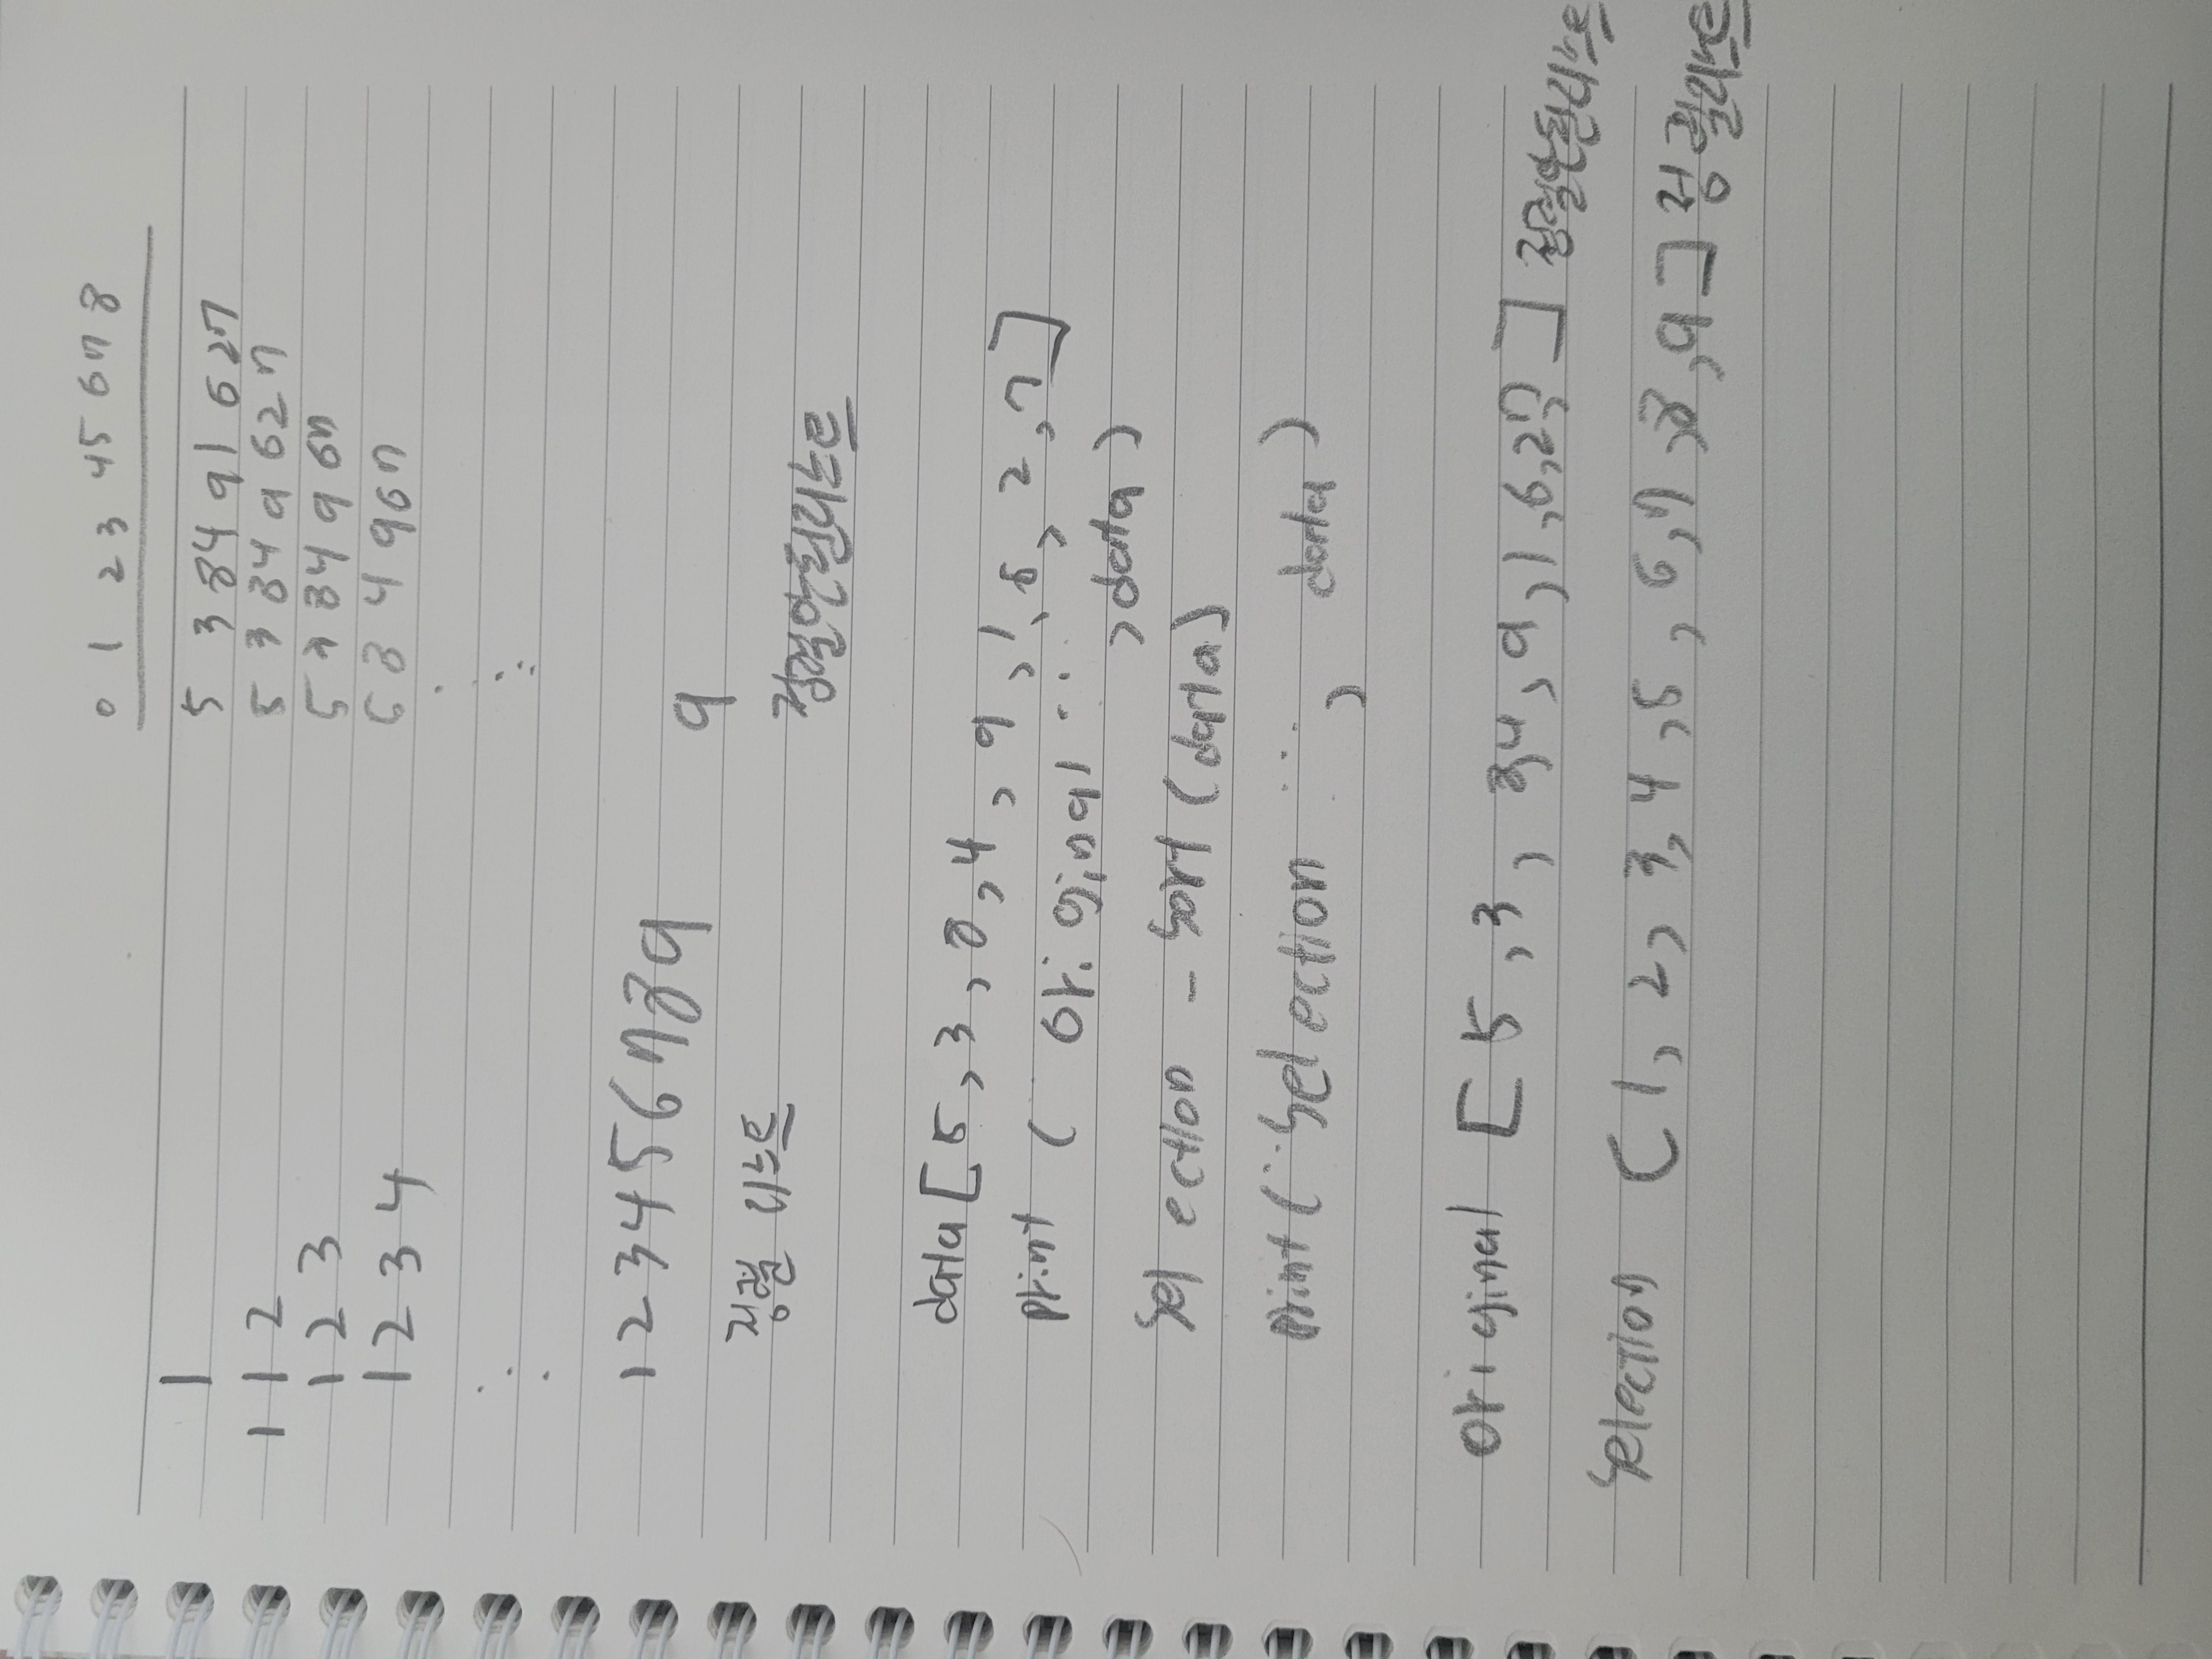 0 1 2 3 4 5 6 7 8
1 5 3 8 4 9 1 6 2 7
1 1 2 5 3 8 4 9 6 2 7
1 2 3 5 3 8 4 9 6 7
1 2 3 4 5 8 4 9 6 7
1 2 3 4 5 6 7 8 9 9
정렬 리스트 정렬안된리스트
data [ 5 , 3 , 8 , 4 , 9 , 1 , 6 , 2 , 7 ]
print ( " Original " , data )
Selection _ Sort (data)
print ( " Selection " , data )
Original [ 5 , 3 , 8 , 4 , 9 , 1 , 6 , 2 , 7 ] 정렬안된리스트
Selection [ 1 , 2 , 3 , 4 , 5 , 6 , 7 , 8 , 9 ] 정렬리스트